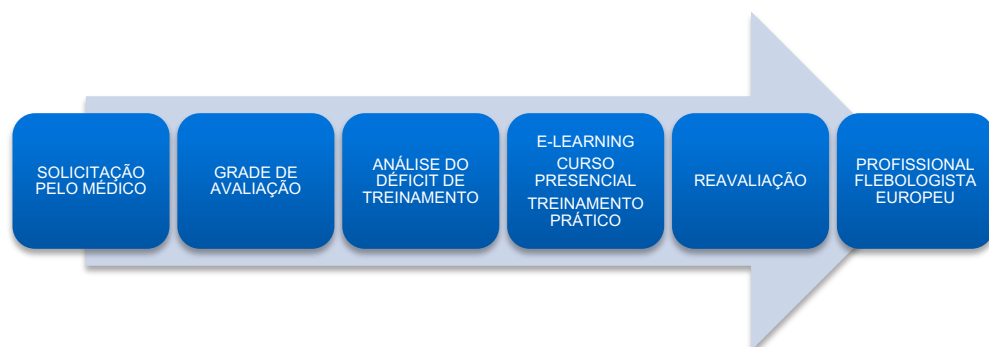 SOLICITAÇÃO
PELO MÉDICO
GRADE DE
AVALIAÇÃO
ANÁLISE DO
DÉFICIT DE
TREINAMENTO
E-LEARNING
CURSO
PRESENCIAL
TREINAMENTO
PRÁTICO
REAVALIAÇÃO
PROFISSIONAL
FLEBOLOGISTA
EUROPEU